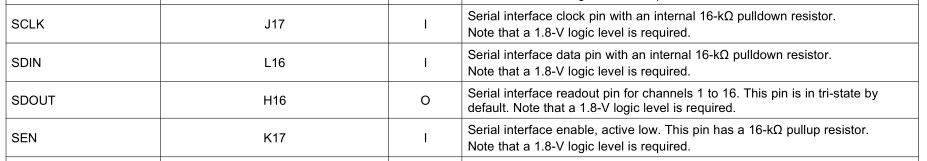 SCLK J17 I Serial interface clock pin with an internal 16-kΩ pulldown resistor.
Note that a 1.8-V logic level is required.
SDIN L16 I Serial interface data pin with an internal 16-kΩ pulldown resistor.
Note that a 1.8-V logic level is required.
SDOUT H16 O Serial interface readout pin for channels 1 to 16. This pin is in tri-state by
default. Note that a 1.8-V logic level is required.
SEN K17 I Serial interface enable, active low. This pin has a 16-kΩ pullup resistor.
Note that a 1.8-V logic level is required.